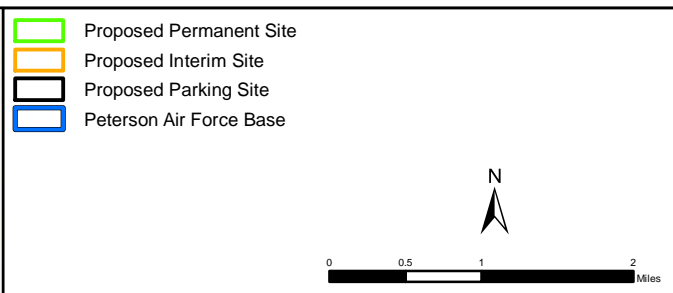 Proposed Permanent Site
Proposed Interim Site
Proposed Parking Site
Peterson Air Force Base
N
0 0.5 1 2
Miles